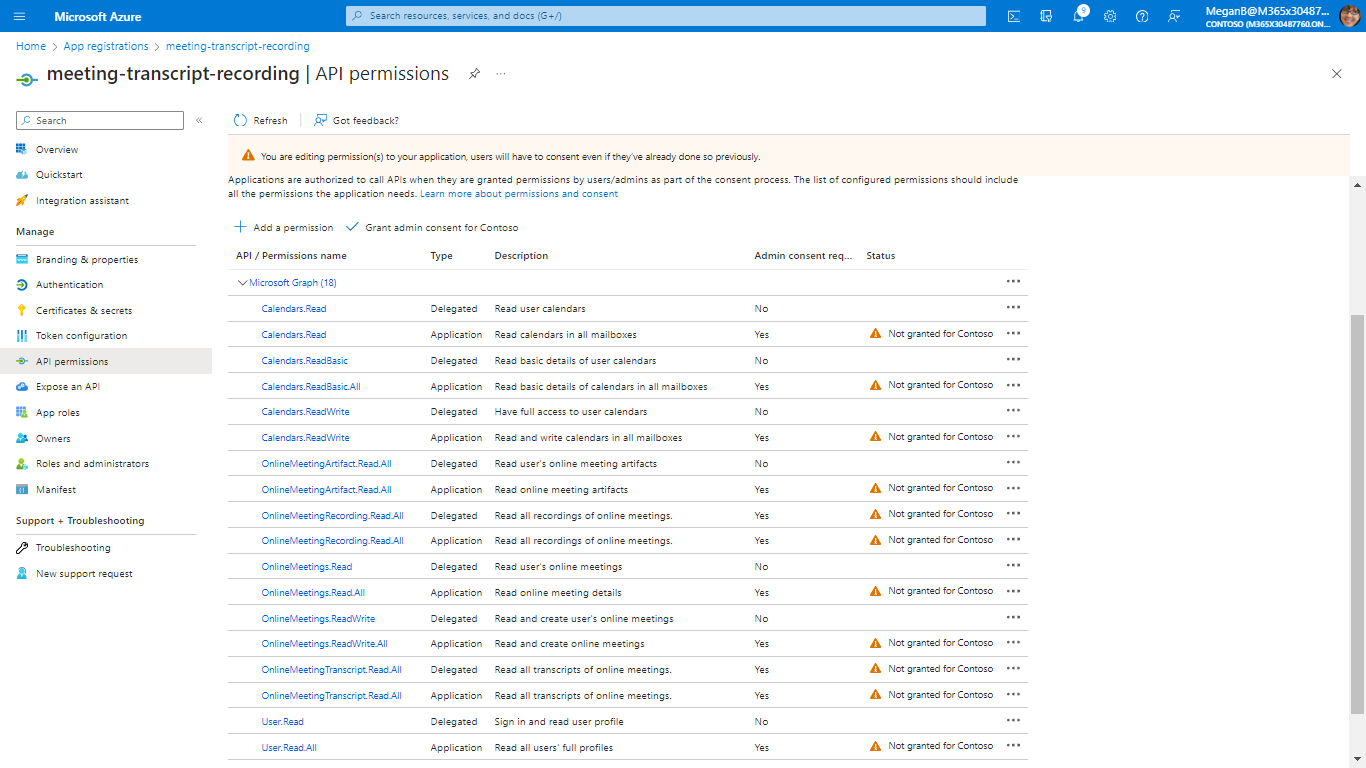 Microsoft Azure
Search resources, services, and docs (G+/)
9
MeganB@M365x30487...
CONTOSO (M365X30487760.ON...
Home > App registrations > meeting-transcript-recording
meeting-transcript-recording | API permissions
Search
Refresh
Got feedback?
You are editing permission(s) to your application, users will have to consent even if they've already done so previously.
Overview
Quickstart
Integration assistant
Manage
Branding & properties
Authentication
Certificates & secrets
Token configuration
API permissions
Expose an API
App roles
Owners
Roles and administrators
Manifest
Support + Troubleshooting
Troubleshooting
New support request
Applications are authorized to call APIs when they are granted permissions by users/admins as part of the consent process. The list of configured permissions should include
all the permissions the application needs. Learn more about permissions and consent
Add a permission Grant admin consent for Contoso
API / Permissions name Type Description Admin consent req... Status
Microsoft Graph (18)
Calendars.Read Delegated Read user calendars No
Calendars.Read Application Read calendars in all mailboxes Yes Not granted for Contoso
Calendars.ReadBasic Delegated Read basic details of user calendars No
Calendars.ReadBasic.All Application Read basic details of calendars in all mailboxes Yes Not granted for Contoso
Calendars.ReadWrite Delegated Have full access to user calendars No
Calendars.ReadWrite Application Read and write calendars in all mailboxes Yes Not granted for Contoso
OnlineMeetingArtifact.Read.All Delegated Read user's online meeting artifacts No
OnlineMeetingArtifact.Read.All Application Read online meeting artifacts Yes Not granted for Contoso
OnlineMeetingRecording.Read.All Delegated Read all recordings of online meetings. Yes Not granted for Contoso
OnlineMeetingRecording.Read.All Application Read all recordings of online meetings. Yes Not granted for Contoso
OnlineMeetings.Read Delegated Read user's online meetings No
OnlineMeetings.Read.All Application Read online meeting details Yes Not granted for Contoso
OnlineMeetings.ReadWrite Delegated Read and create user's online meetings No
OnlineMeetings.ReadWrite.All Application Read and create online meetings Yes Not granted for Contoso
OnlineMeetingTranscript.Read.All Delegated Read all transcripts of online meetings. Yes Not granted for Contoso
OnlineMeetingTranscript.Read.All Application Read all transcripts of online meetings. Yes Not granted for Contoso
User.Read Delegated Sign in and read user profile No
User.Read.All Application Read all users' full profiles Yes Not granted for Contoso